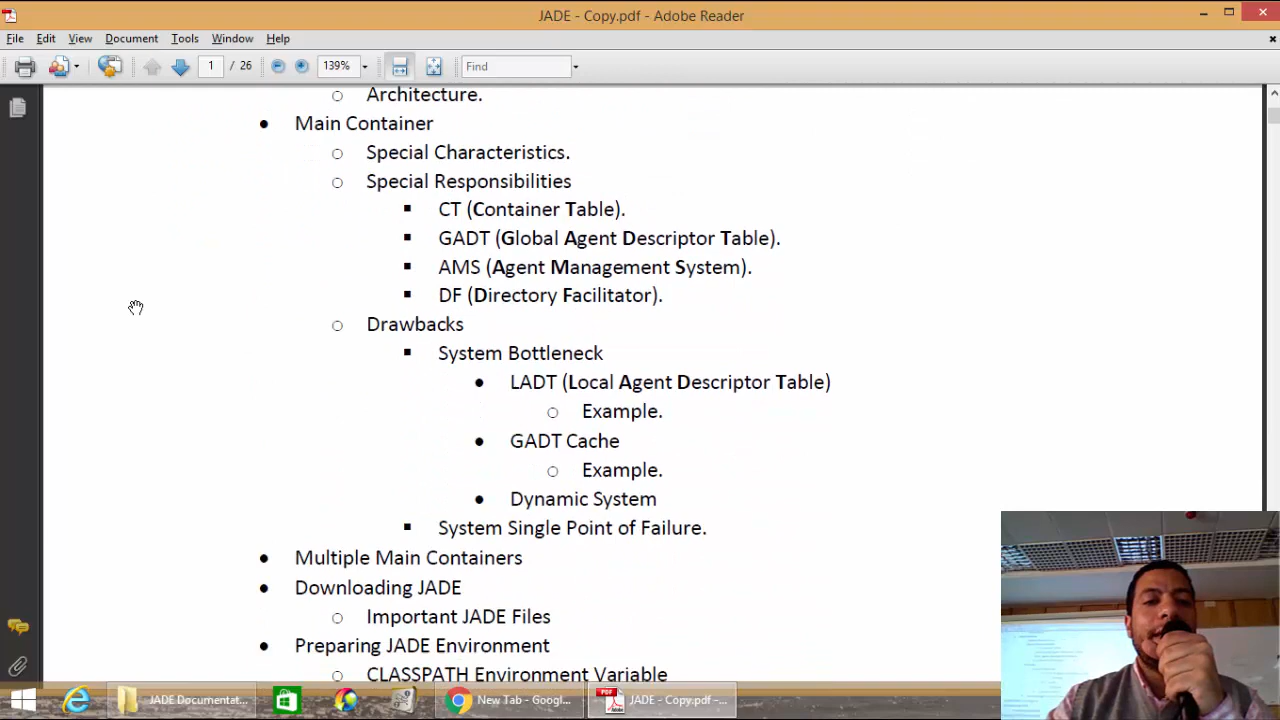 JADE - Copy.pdf - Adobe Reader
File Edit View Document Tools Window Help
1 / 26 139% Find
Architecture.
Main Container
Special Characteristics.
Special Responsibilities
CT (Container Table).
GADT (Global Agent Descriptor Table).
AMS (Agent Management System).
DF (Directory Facilitator).
Drawbacks
System Bottleneck
LADT (Local Agent Descriptor Table)
Example.
GADT Cache
Example.
Dynamic System
System Single Point of Failure.
Multiple Main Containers
Downloading JADE
Important JADE Files
Preparing JADE Environment
CLASSPATH Environment Variable
JADE Documentat... New Tab - Googl... JADE - Copy.pdf -...